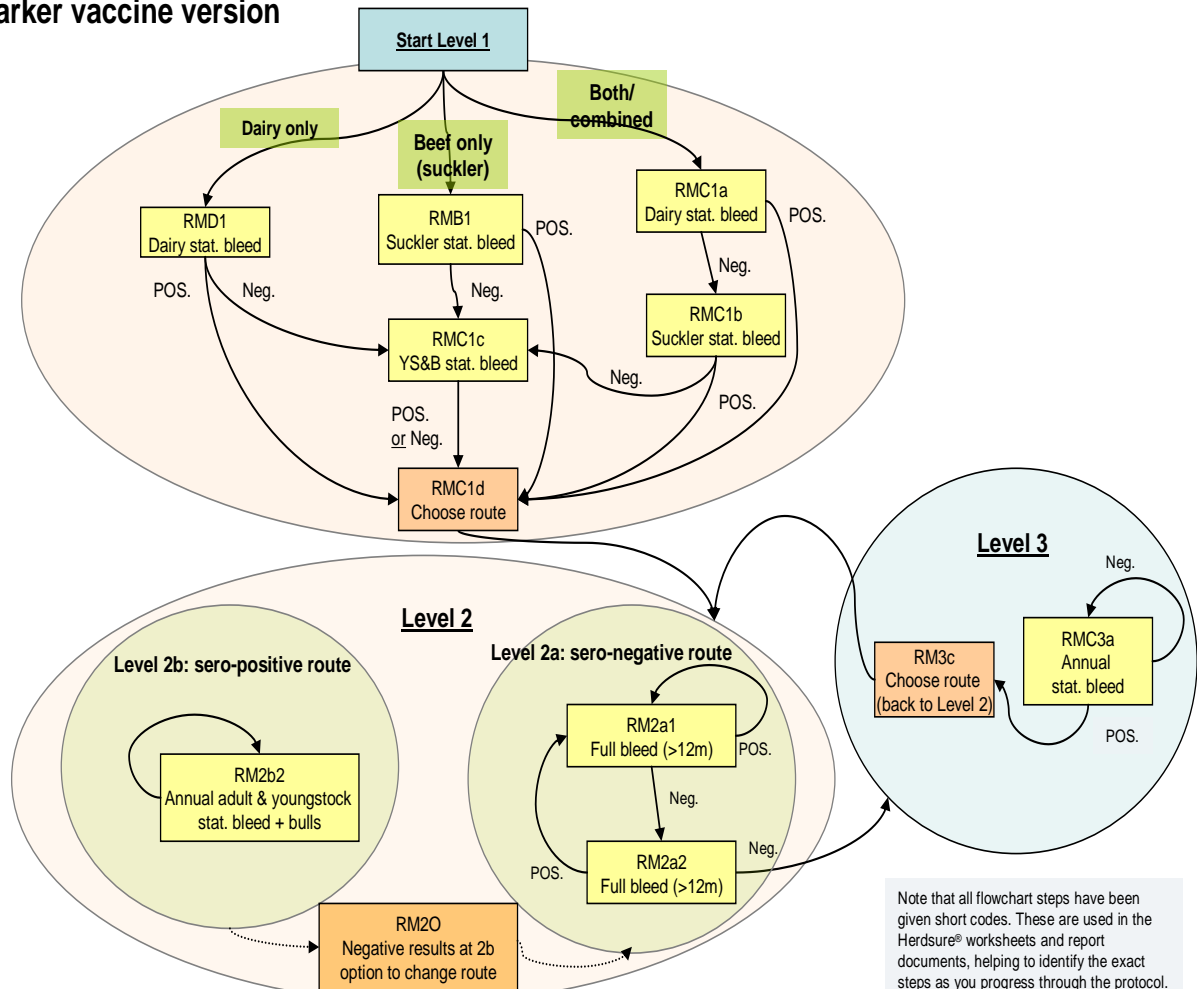 arker vaccine version
Start Level 1
Both/
combined
Dairy only
Beef only
(suckler)
RMC1a
Dairy stat. bleed
POS.
RMD1
Dairy stat. bleed
RMB1
Suckler stat. bleed
POS.
Neg.
POS.
Neg.
Neg.
RMC1b
Suckler stat. bleed
RMC1c
YS&B stat. bleed
Neg.
POS.
POS.
or Neg.
RMC1d
Choose route
Level 3
Neg.
RMC3a
Annual
stat. bleed
RM3c
Choose route
(back to Level 2)
POS.
Level 2
Level 2b: sero-positive route
Level 2a: sero-negative route
RM2a1
Full bleed (>12m)
POS.
RM2b2
Annual adult & youngstock
stat. bleed + bulls
Neg.
RM2a2
Full bleed (>12m)
POS.
Neg.
RM2O
Negative results at 2b
option to change route
Note that all flowchart steps have been
given short codes. These are used in the
Herdsure® worksheets and report
documents, helping to identify the exact
steps as you progress through the protocol.